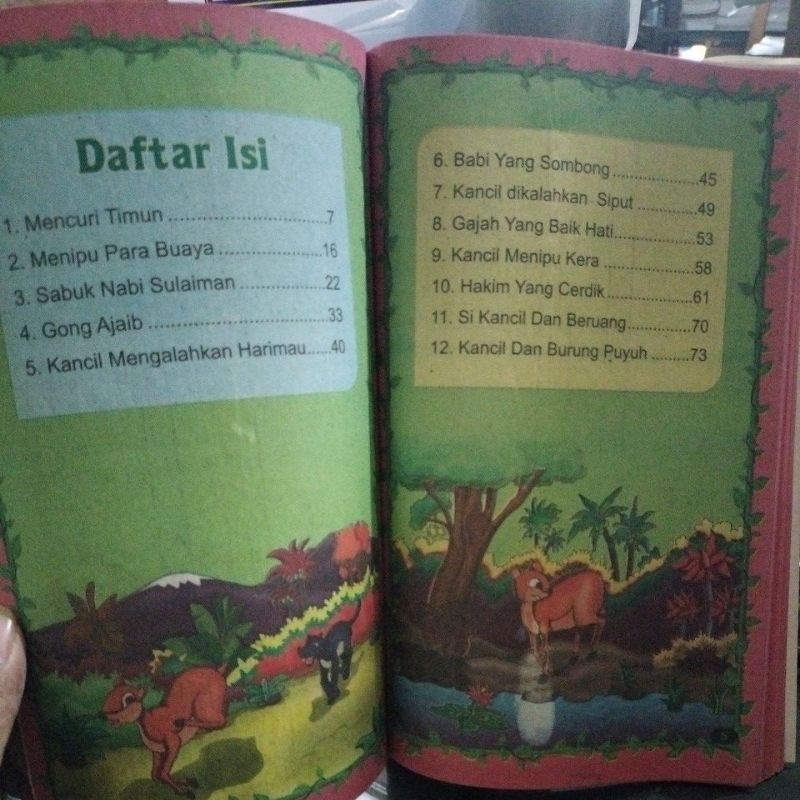 Daftar Isi
1. Mencuri Timun ............................7
2. Menipu Para Buaya ....................16
3. Sabuk Nabi Sulaiman ................22
4. Gong Ajaib .................................33
5. Kancil Mengalahkan Harimau......40
6. Babi Yang Sombong..................45
7. Kancil dikalahkan Siput .............49
8. Gajah Yang Baik Hati.................53
9. Kancil Menipu Kera ...................58
10. Hakim Yang Cerdik..................61
11. Si Kancil Dan Beruang.............70
12. Kancil Dan Burung Puyuh ........73
5